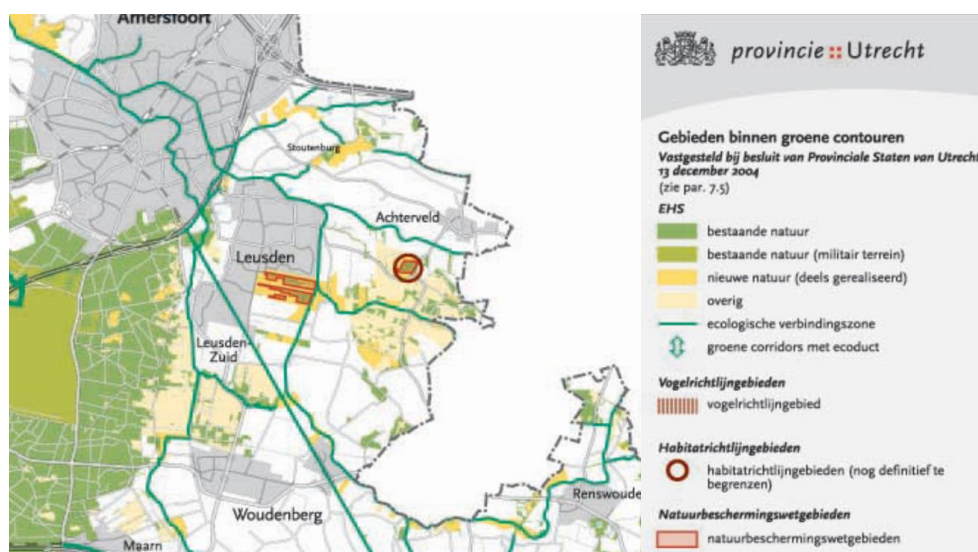 Amersfoort
Stoutenburg
Achterveld
Leusden
Leusden-
Zuid
Woudenberg
Renswoude
Maarn
provincie Utrecht
Gebieden binnen groene contouren
Vastgesteld bij besluit van Provinciale Staten van Utrecht
13 december 2004
(zie par. 7.5)
EHS
bestaande natuur
bestaande natuur (militair terrein)
nieuwe natuur (deels gerealiseerd)
overig
ecologische verbindingszone
groene corridors met ecoduct
Vogelrichtlijngebieden
vogelrichtlijngebied
Habitatrichtlijngebieden
habitatrichtlijngebieden (nog definitief te
begrenzen)
Natuurbeschermingswetgebieden
natuurbeschermingswetgebieden